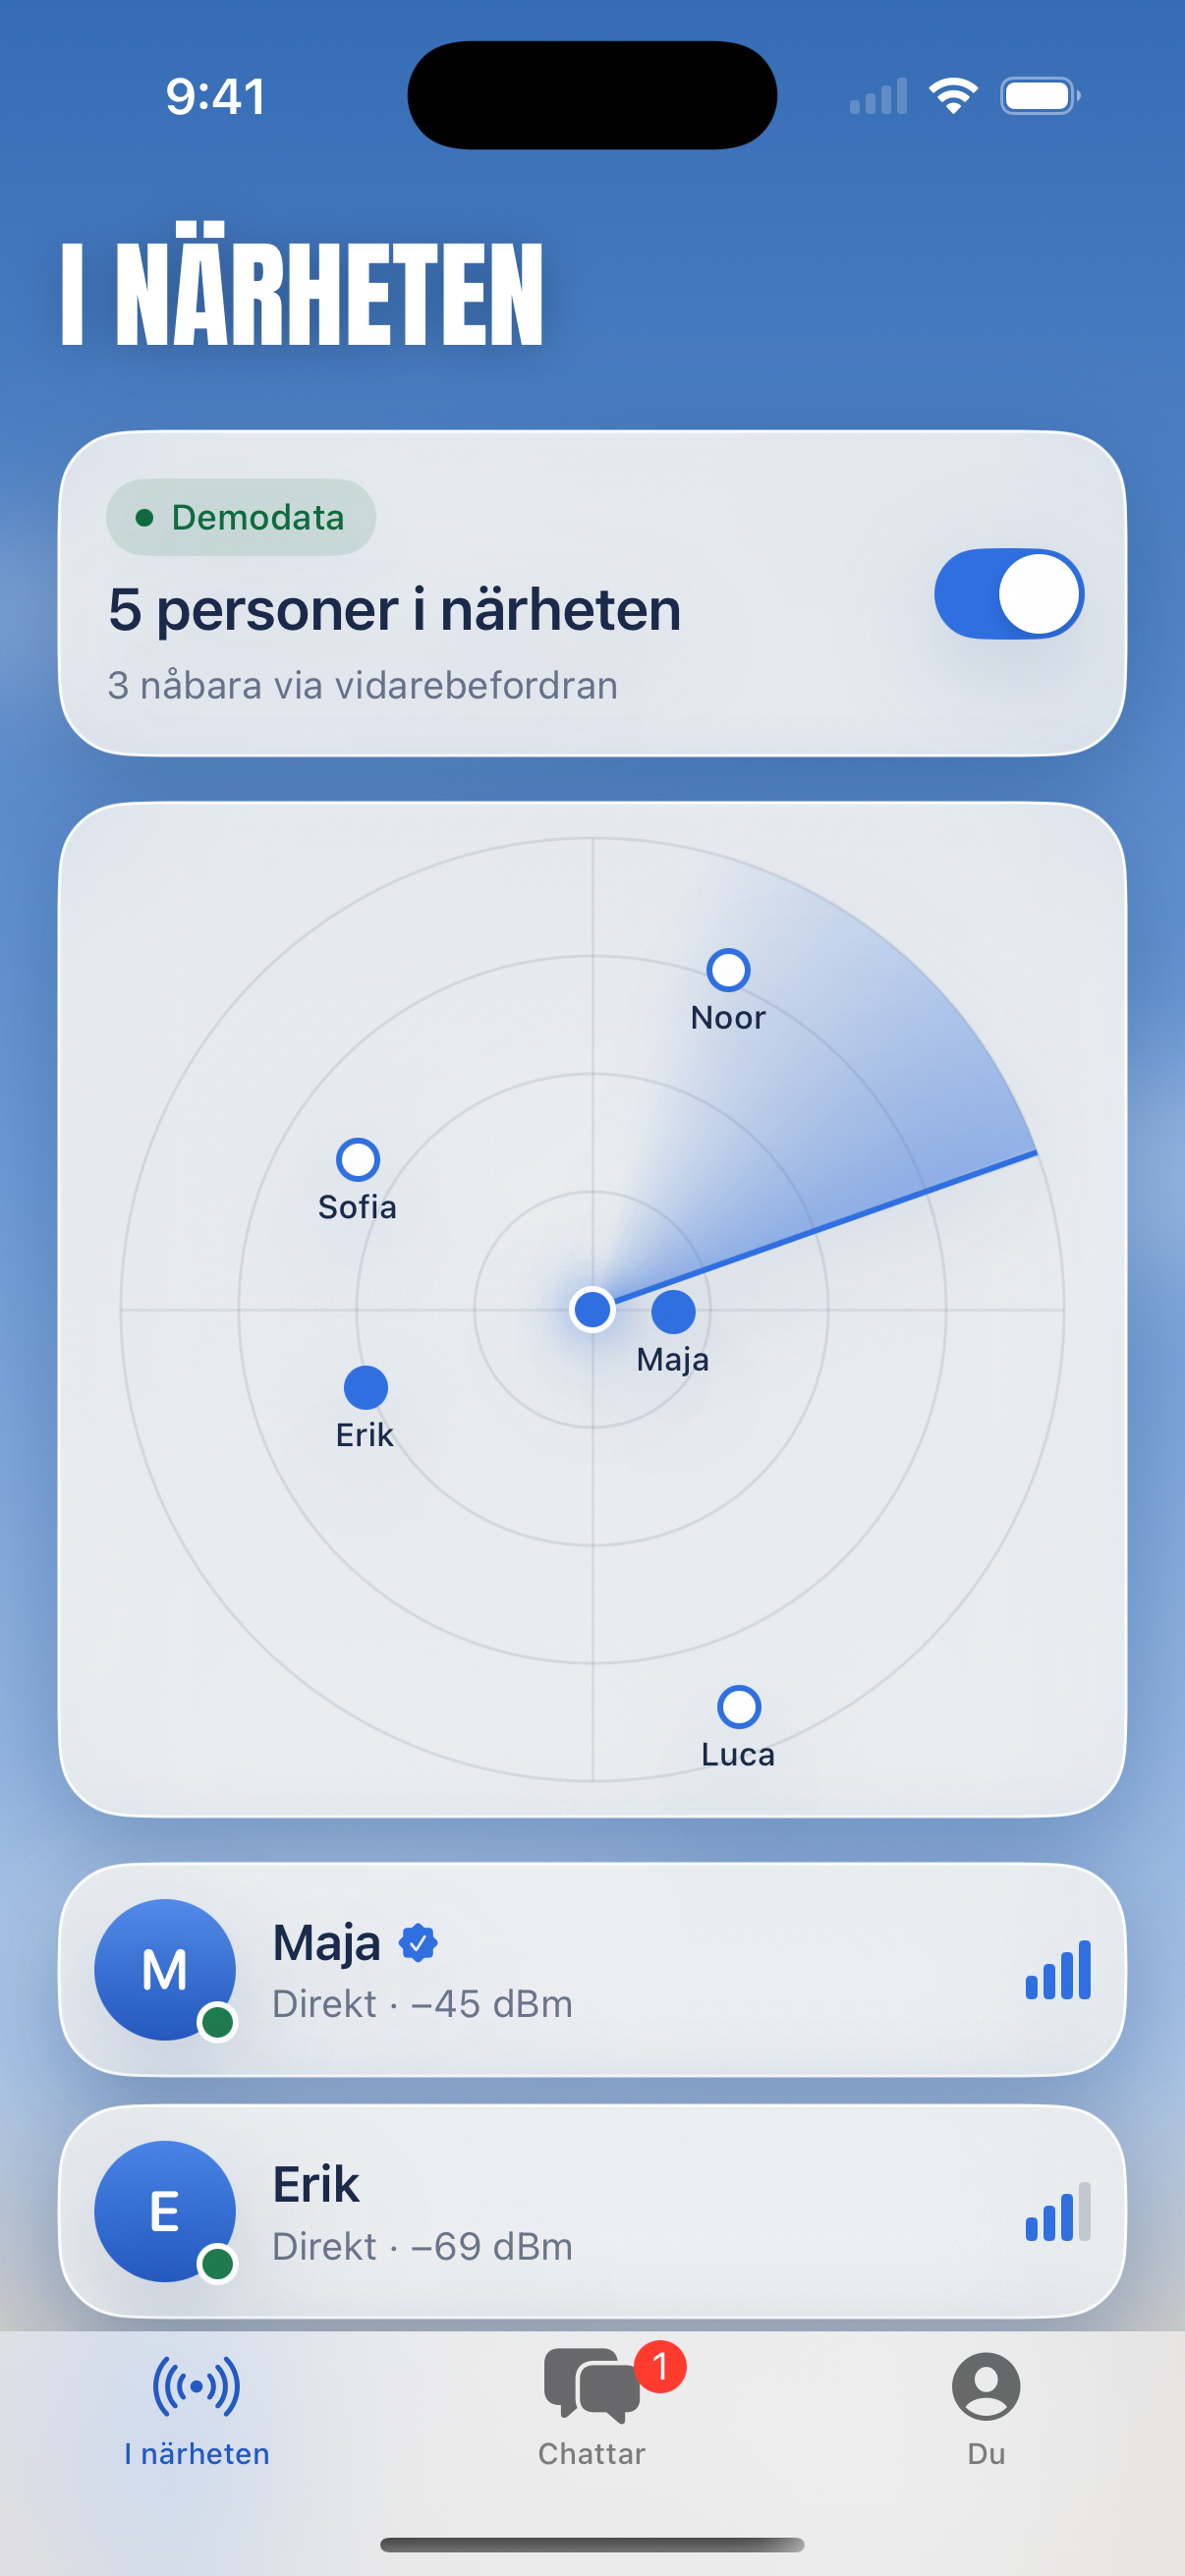 9:41
I NÄRHETEN
Demodata
5 personer i närheten
3 nåbara via vidarebefordran
Noor
Sofia
Maja
Erik
Luca
M
Maja
Direkt · −45 dBm
E
Erik
Direkt · −69 dBm
1
I närheten
Chattar
Du